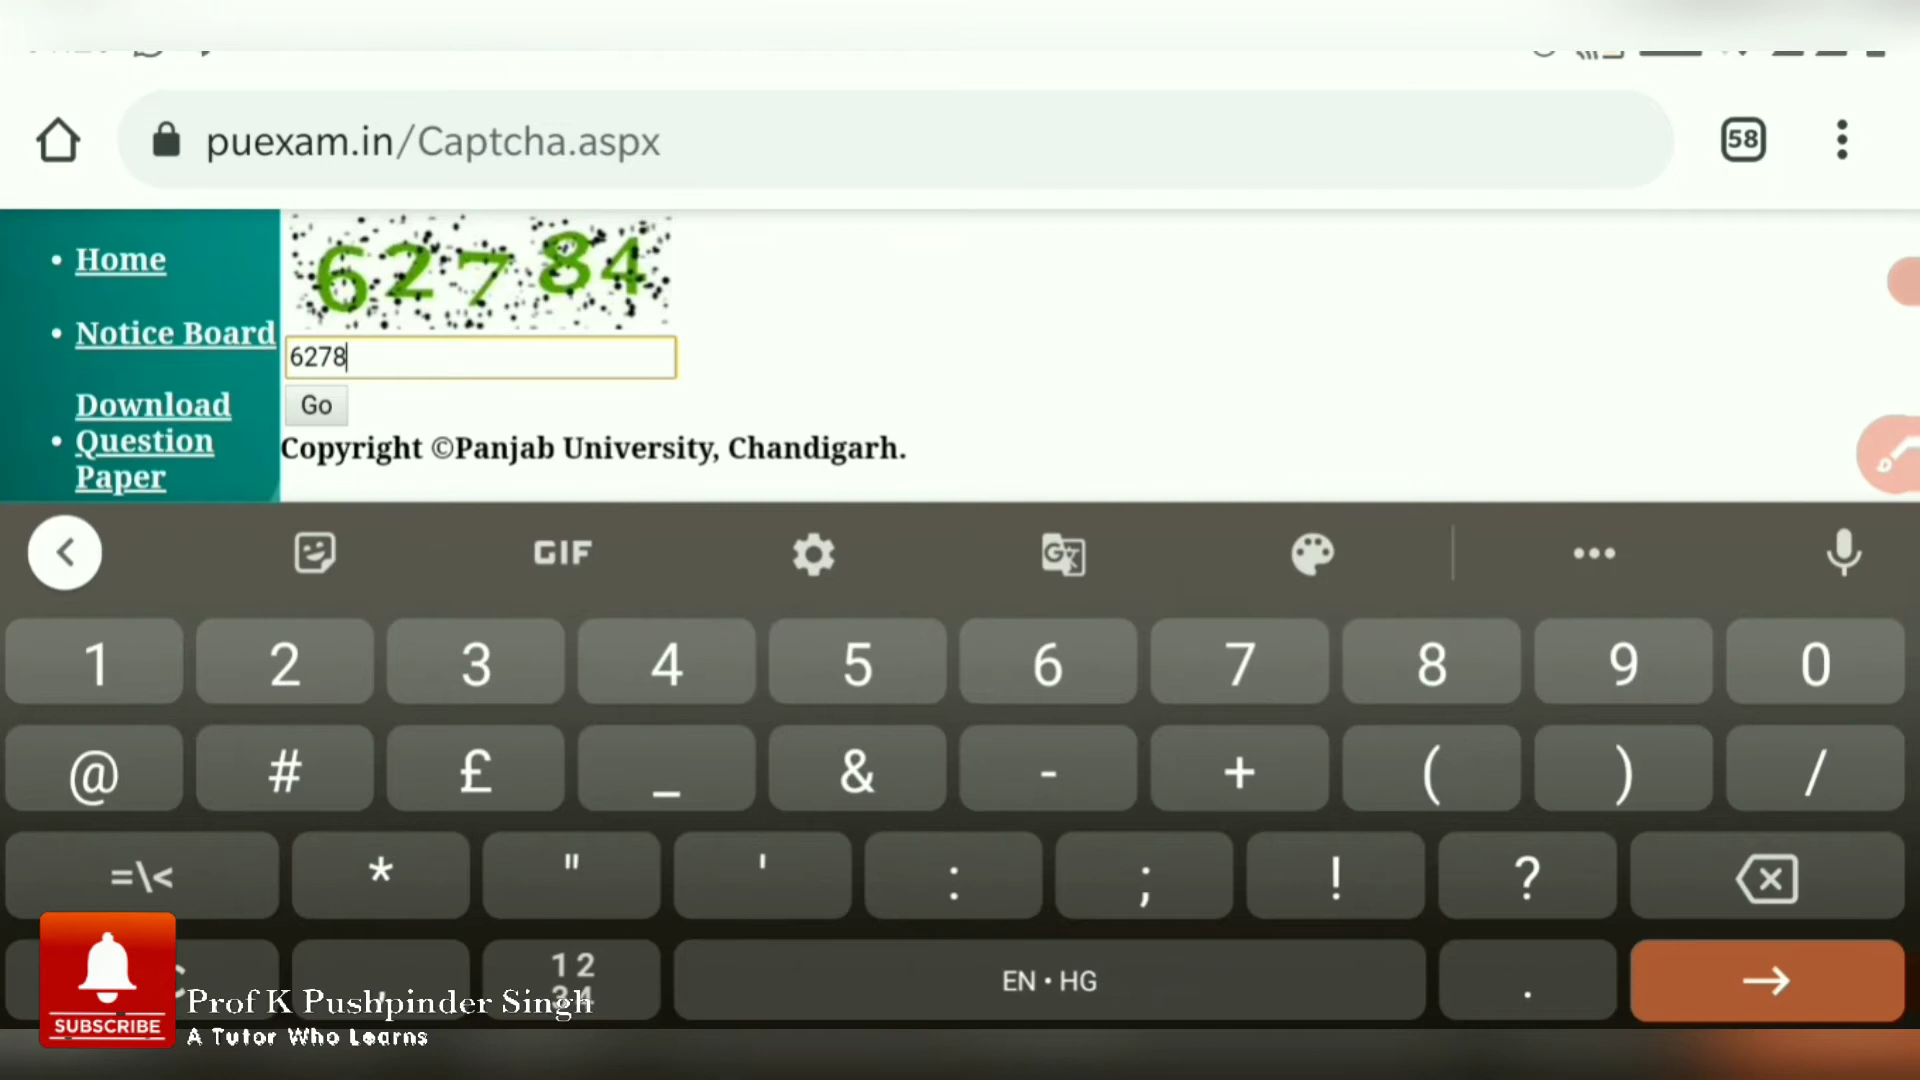 puexam.in/Captcha.aspx
58
Home
Notice Board
Download
Question
Paper
62784
6278
Go
Copyright ©Panjab University, Chandigarh.
GIF
1 2 3 4 5 6 7 8 9 0
@ # £ _ & - + ( ) /
=\< * " ' : ; ! ?
, 12 34 EN • HG .
SUBSCRIBE
Prof K Pushpinder Singh
A Tutor Who Learns